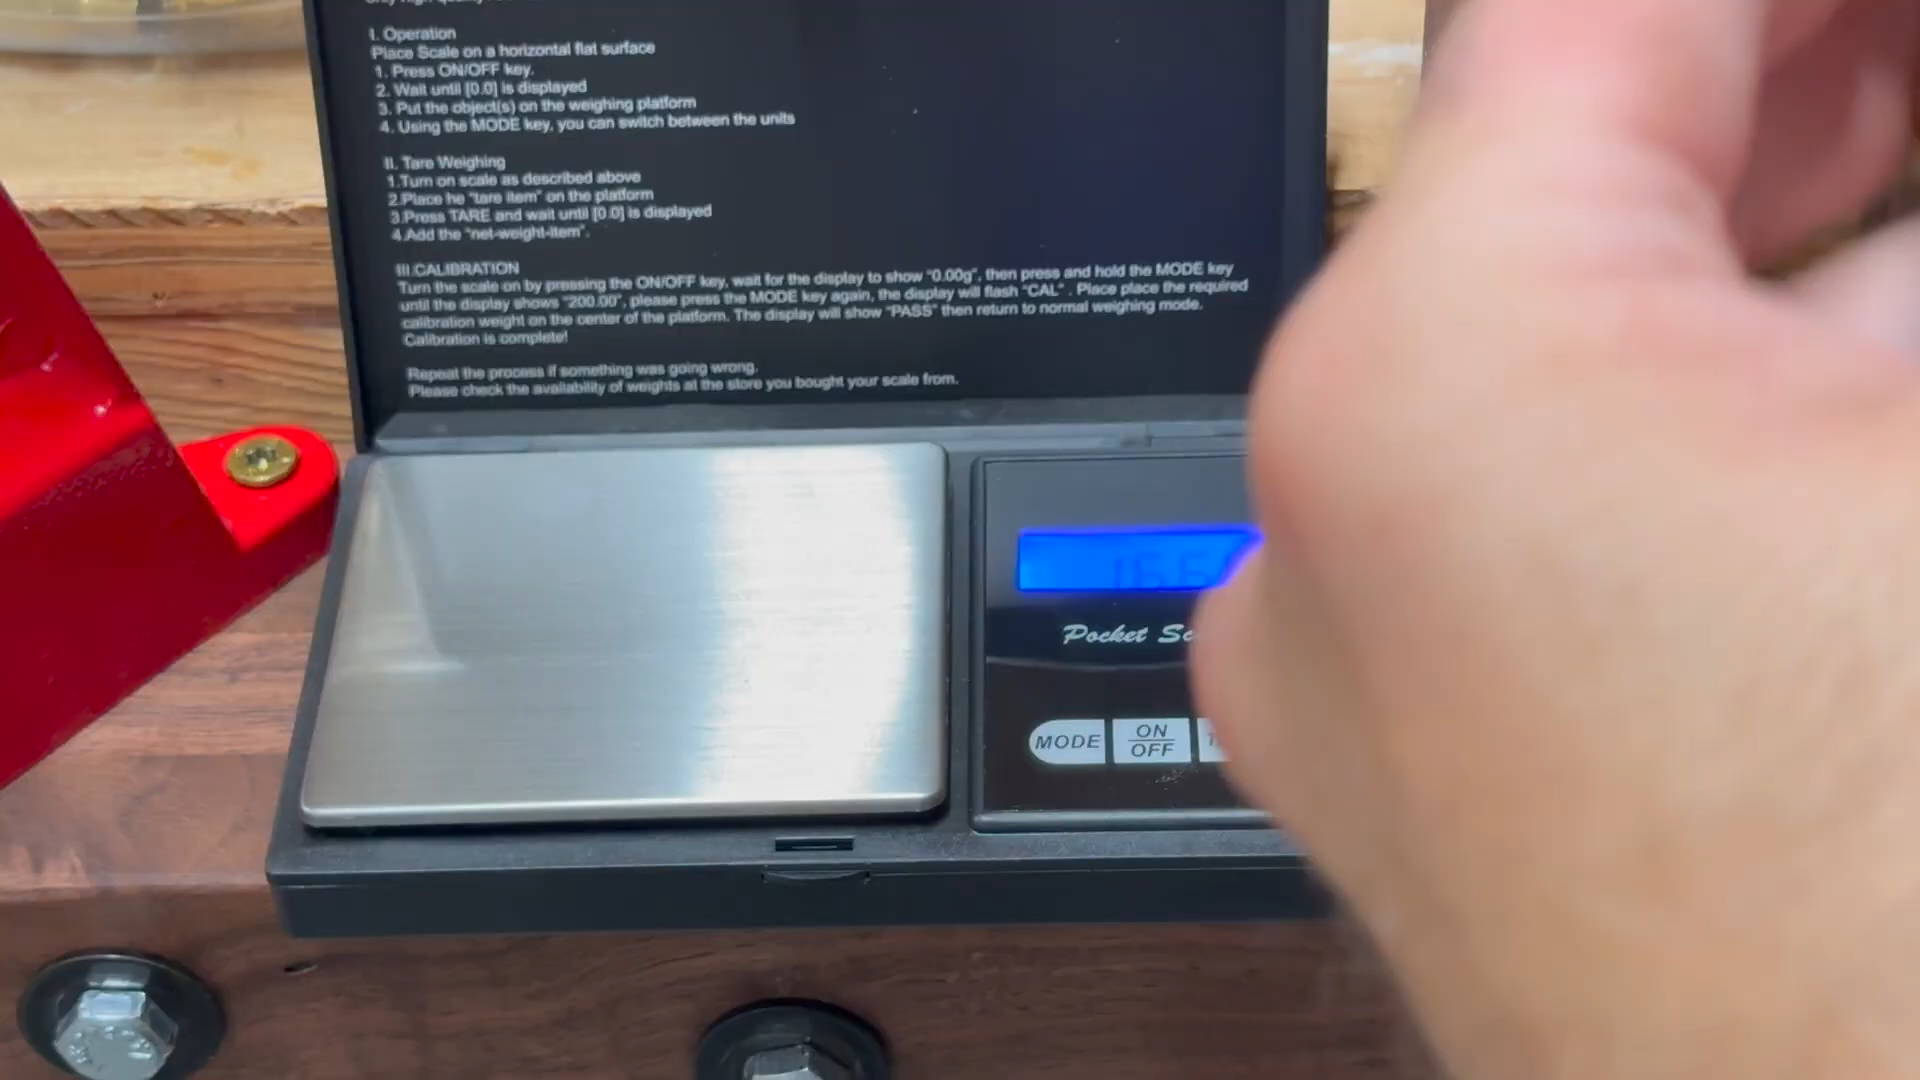 I. Operation
Place Scale on a horizontal flat surface
1. Press ON/OFF key.
2. Wait until [0.0] is displayed
3. Put the object(s) on the weighing platform
4. Using the MODE key, you can switch between the units
II. Tare Weighing
1.Turn on scale as described above
2.Place he "tare item" on the platform
3.Press TARE and wait until [0.0] is displayed
4.Add the "net-weight-item".
III.CALIBRATION
Turn the scale on by pressing the ON/OFF key, wait for the display to show "0.00g", then press and hold the MODE key
until the display shows "200.00", please press the MODE key again, the display will flash "CAL" . Place place the required
calibration weight on the center of the platform. The display will show "PASS" then return to normal weighing mode.
Calibration is complete!
Repeat the process if something was going wrong.
Please check the availability of weights at the store you bought your scale from.
Pocket
MODE
ON
OFF